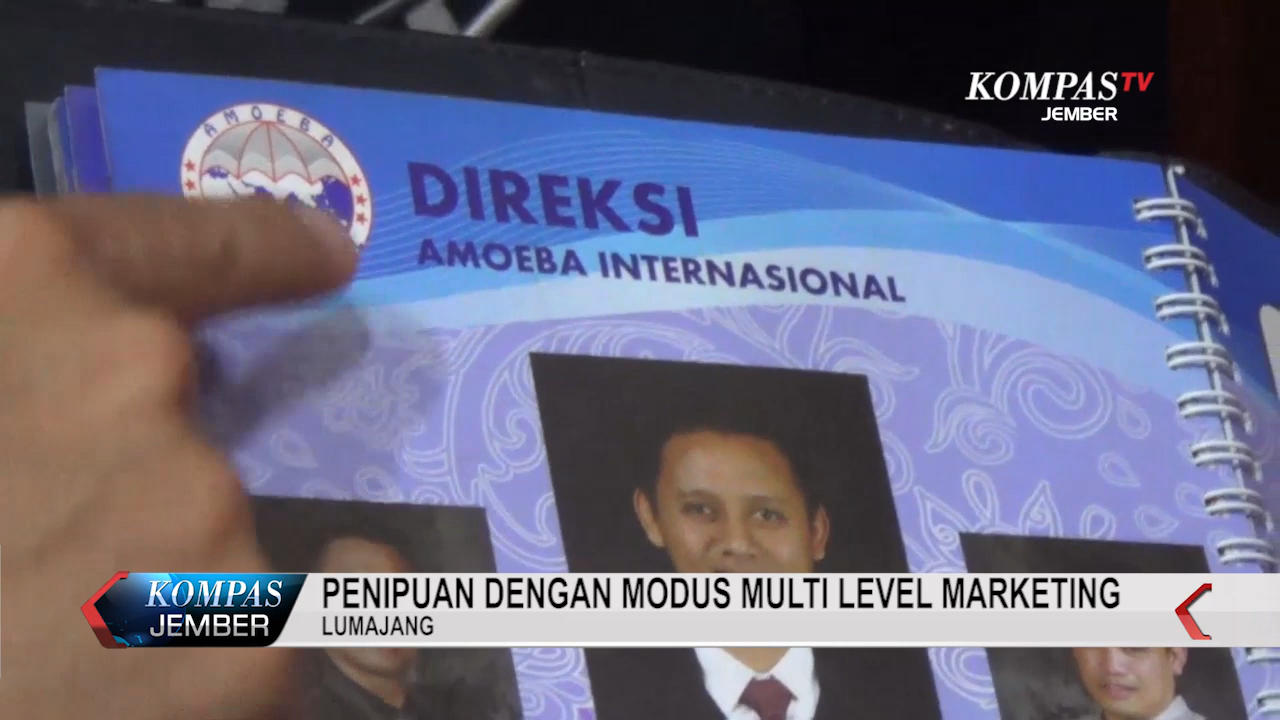 KOMPAS TV
JEMBER
AMOEBA
DIREKSI
AMOEBA INTERNASIONAL
KOMPAS
JEMBER
PENIPUAN DENGAN MODUS MULTI LEVEL MARKETING
LUMAJANG